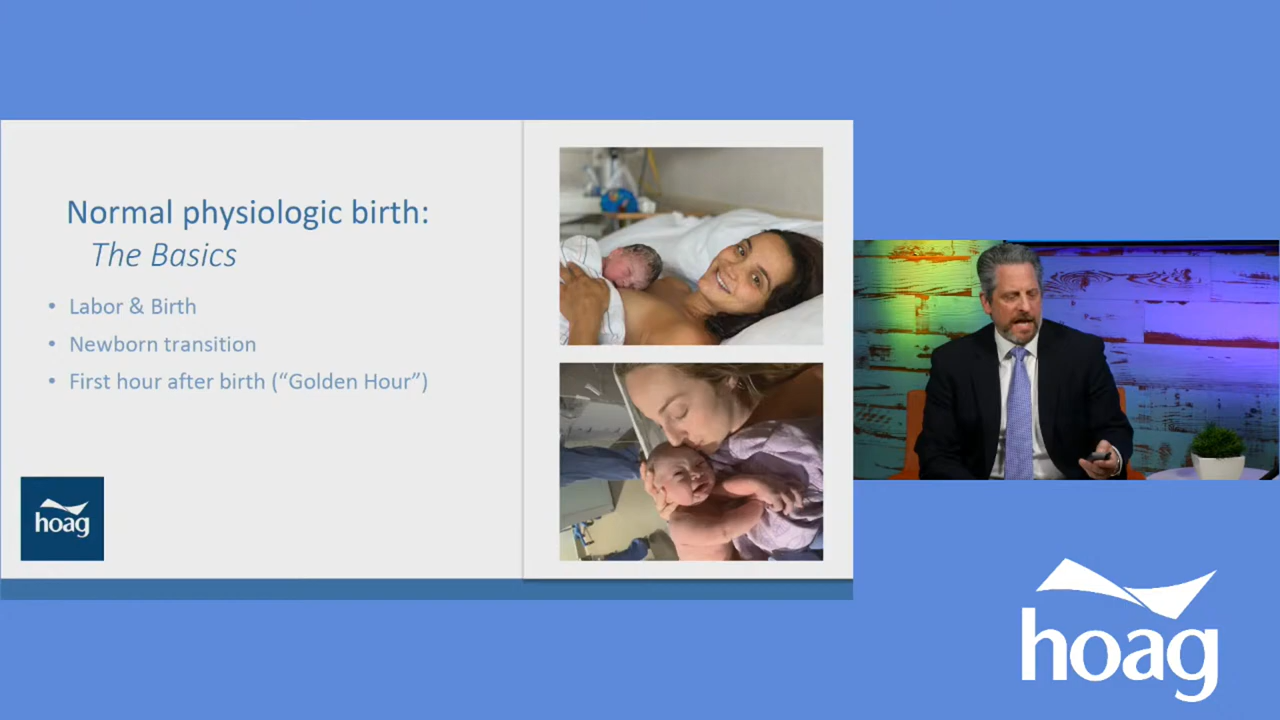 Normal physiologic birth:
The Basics
• Labor & Birth
• Newborn transition
• First hour after birth (“Golden Hour”)
hoag
hoag